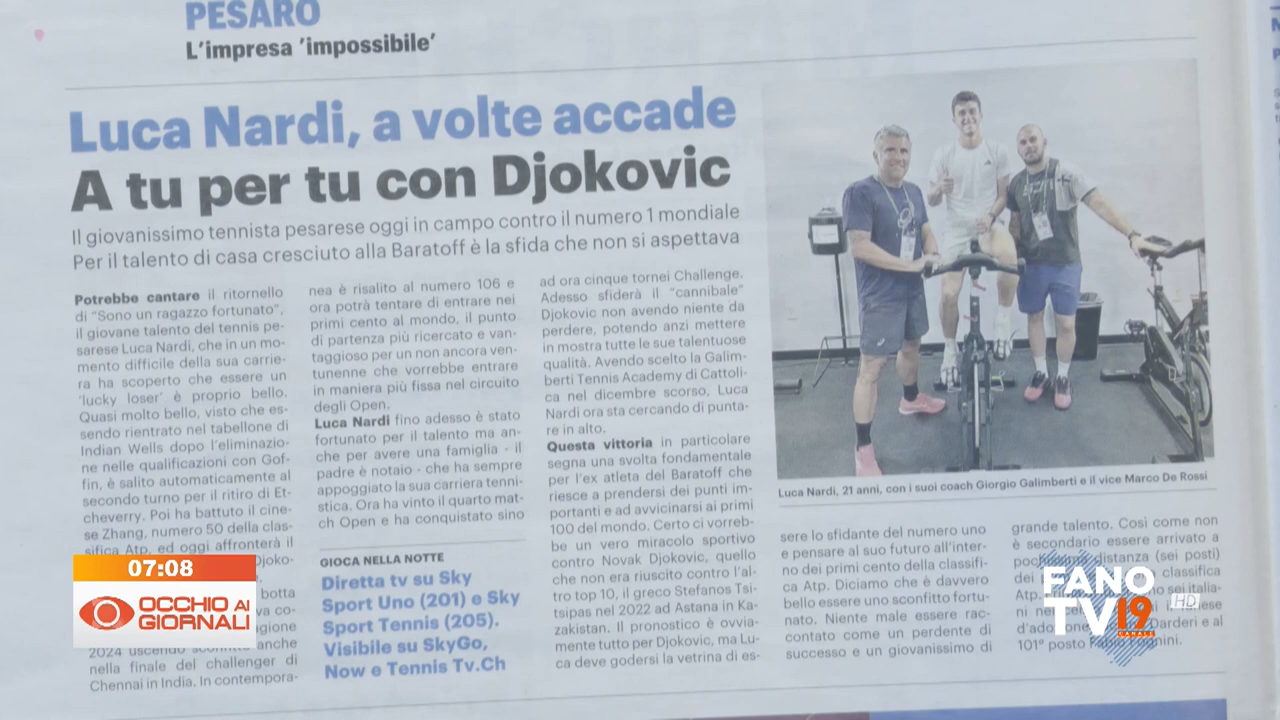 PESARO
L'impresa 'impossibile'
Luca Nardi, a volte accade
A tu per tu con Djokovic
Il giovanissimo tennista pesarese oggi in campo contro il numero 1 mondiale
Per il talento di casa cresciuto alla Baratoff è la sfida che non si aspettava
Potrebbe cantare il ritornello
di "Sono un ragazzo fortunato",
il giovane talento del tennis pe-
sarese Luca Nardi, che in un mo-
mento difficile della sua carrie-
ra ha scoperto che essere un
'lucky loser' è proprio bello.
Quasi molto bello, visto che es-
sendo rientrato nel tabellone di
Indian Wells dopo l'eliminazio-
ne nelle qualificazioni con Gof-
fin, è salito automaticamente al
secondo turno per il ritiro di Et-
cheverry. Poi ha battuto il cine-
se Zhang, numero 50 della clas-
sifica Atp, ed oggi affronterà il
Djoko-
botta
2024 uscendo sconfitto anche
nella finale del challenger di
Chennai in India. In contempora-
nea è risalito al numero 106 e
ora potrà tentare di entrare nei
primi cento al mondo, il punto
di partenza più ricercato e van-
taggioso per un non ancora ven-
tunenne che vorrebbe entrare
in maniera più fissa nel circuito
degli Open.
Luca Nardi fino adesso è stato
fortunato per il talento ma an-
che per avere una famiglia - il
padre è notaio - che ha sempre
appoggiato la sua carriera tenni-
stica. Ora ha vinto il quarto mat-
ch Open e ha conquistato sino
GIOCA NELLA NOTTE
Diretta tv su Sky
Sport Uno (201) e Sky
Sport Tennis (205).
Visibile su SkyGo,
Now e Tennis Tv.Ch
ad ora cinque tornei Challenge.
Adesso sfiderà il "cannibale"
Djokovic non avendo niente da
perdere, potendo anzi mettere
in mostra tutte le sue talentuose
qualità. Avendo scelto la Galim-
berti Tennis Academy di Cattoli-
ca nel dicembre scorso, Luca
Nardi ora sta cercando di punta-
re in alto.
Questa vittoria in particolare
segna una svolta fondamentale
per l'ex atleta del Baratoff che
riesce a prendersi dei punti im-
portanti e ad avvicinarsi ai primi
100 del mondo. Certo ci vorreb-
be un vero miracolo sportivo
contro Novak Djokovic, quello
che non era riuscito contro l'al-
tro top 10, il greco Stefanos Tsi-
tsipas nel 2022 ad Astana in Ka-
zakistan. Il pronostico è ovvia-
mente tutto per Djokovic, ma Lu-
ca deve godersi la vetrina di es-
Luca Nardi, 21 anni, con i suoi coach Giorgio Galimberti e il vice Marco De Rossi
sere lo sfidante del numero uno
e pensare al suo futuro all'inter-
no dei primi cento della classifi-
ca Atp. Diciamo che è davvero
bello essere uno sconfitto fortu-
nato. Niente male essere rac-
contato come un perdente di
successo e un giovanissimo di
grande talento. Così come non
è secondario essere arrivato a
distanza (sei posti)
classifica
Atp.
Darderi e al
101° posto
07:08
OCCHIO AI
GIORNALI
FANO
TV19
CANALE
HD